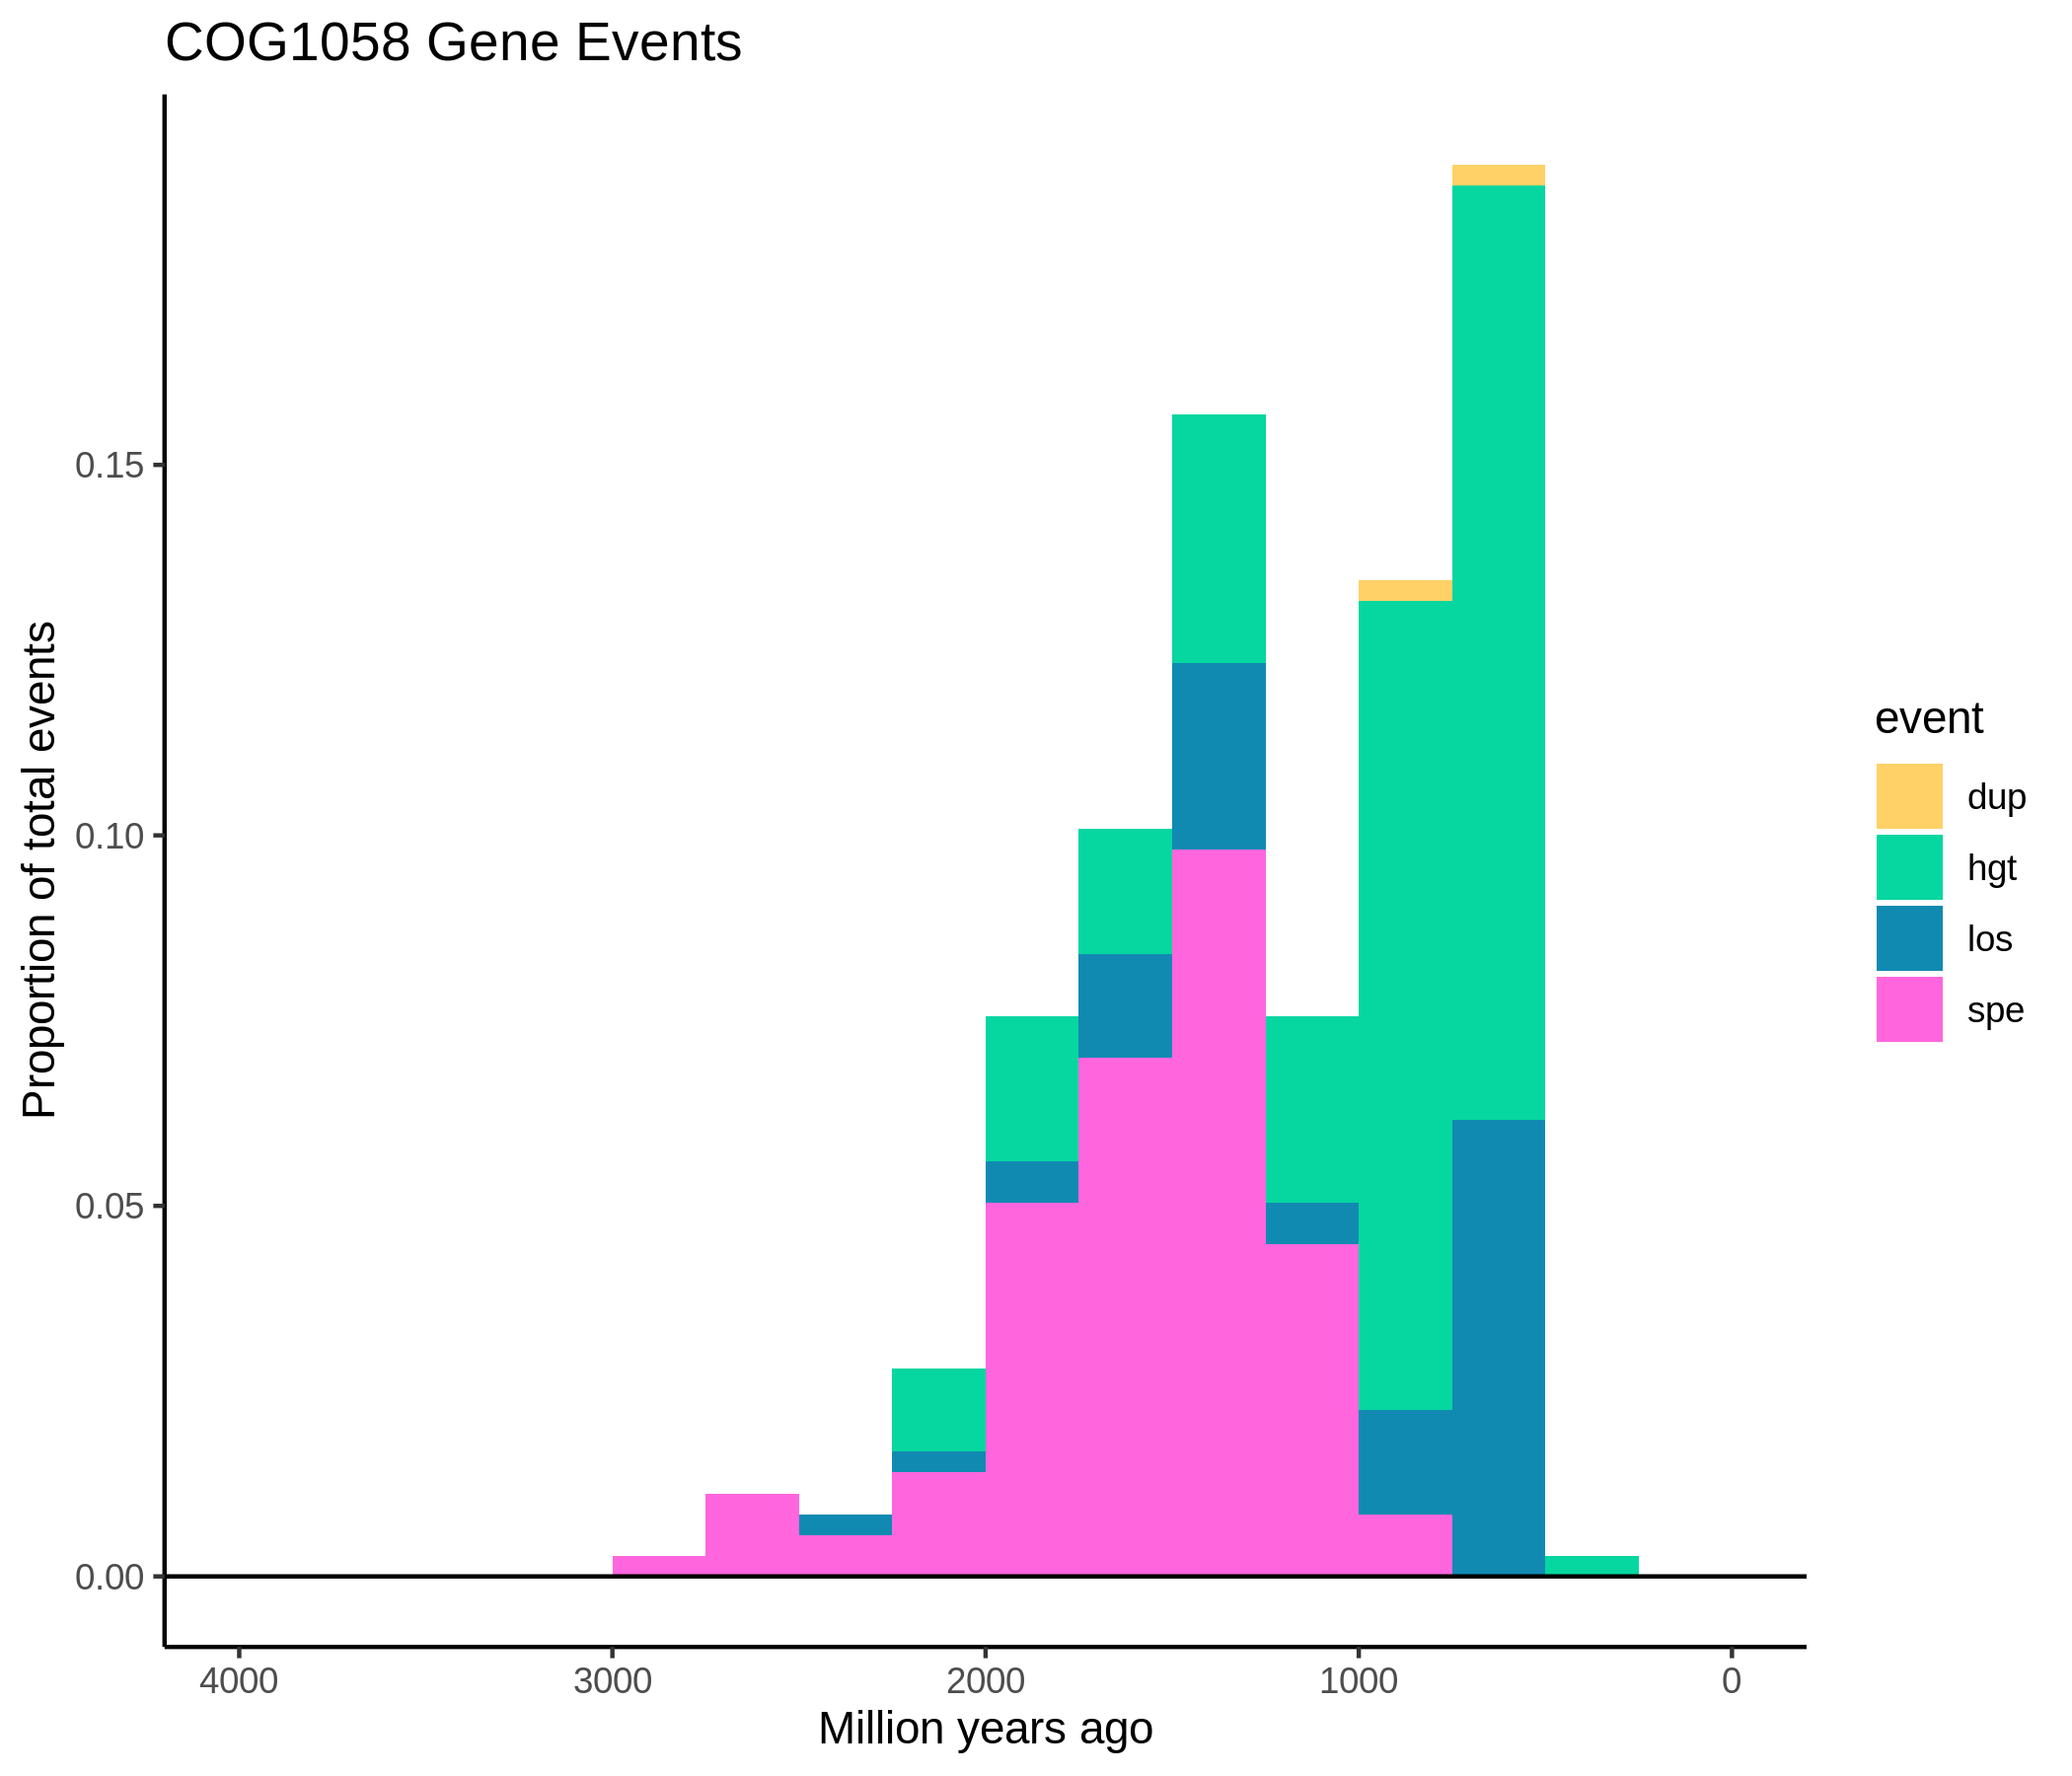 COG1058 Gene Events
Proportion of total events
0.15
0.10
0.05
0.00
4000 3000 2000 1000 0
Million years ago
event
dup
hgt
los
spe